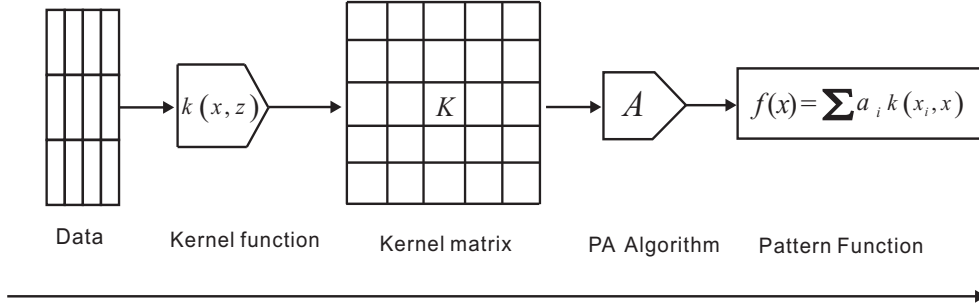 k(x, z)
K
A
f(x)=∑a i k(x i, x)
Data
Kernel function
Kernel matrix
PA Algorithm
Pattern Function